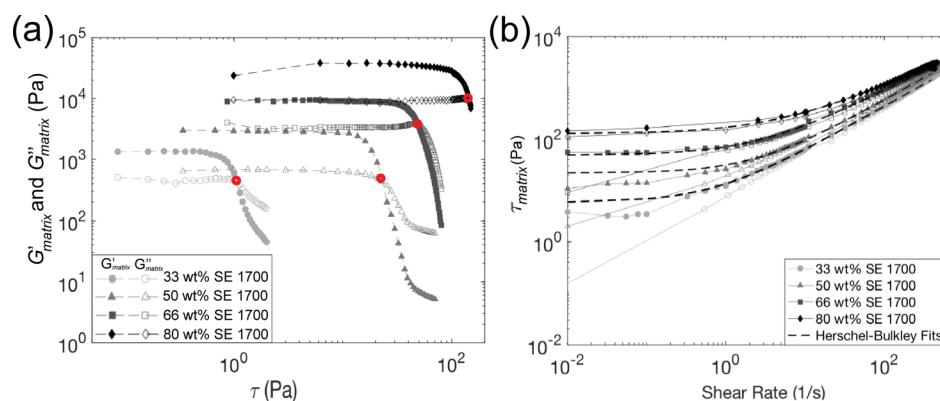 (a)
G'matrix and G''matrix (Pa)
10^5
10^4
10^3
10^2
10^1
10^0
G'matrix G''matrix
33 wt% SE 1700
50 wt% SE 1700
66 wt% SE 1700
80 wt% SE 1700
10^0 10^1 10^2
τ (Pa)
(b)
τmatrix(Pa)
10^4
10^2
10^0
10^-2
33 wt% SE 1700
50 wt% SE 1700
66 wt% SE 1700
80 wt% SE 1700
Herschel-Bulkley Fits
10^-2 10^0 10^2
Shear Rate (1/s)